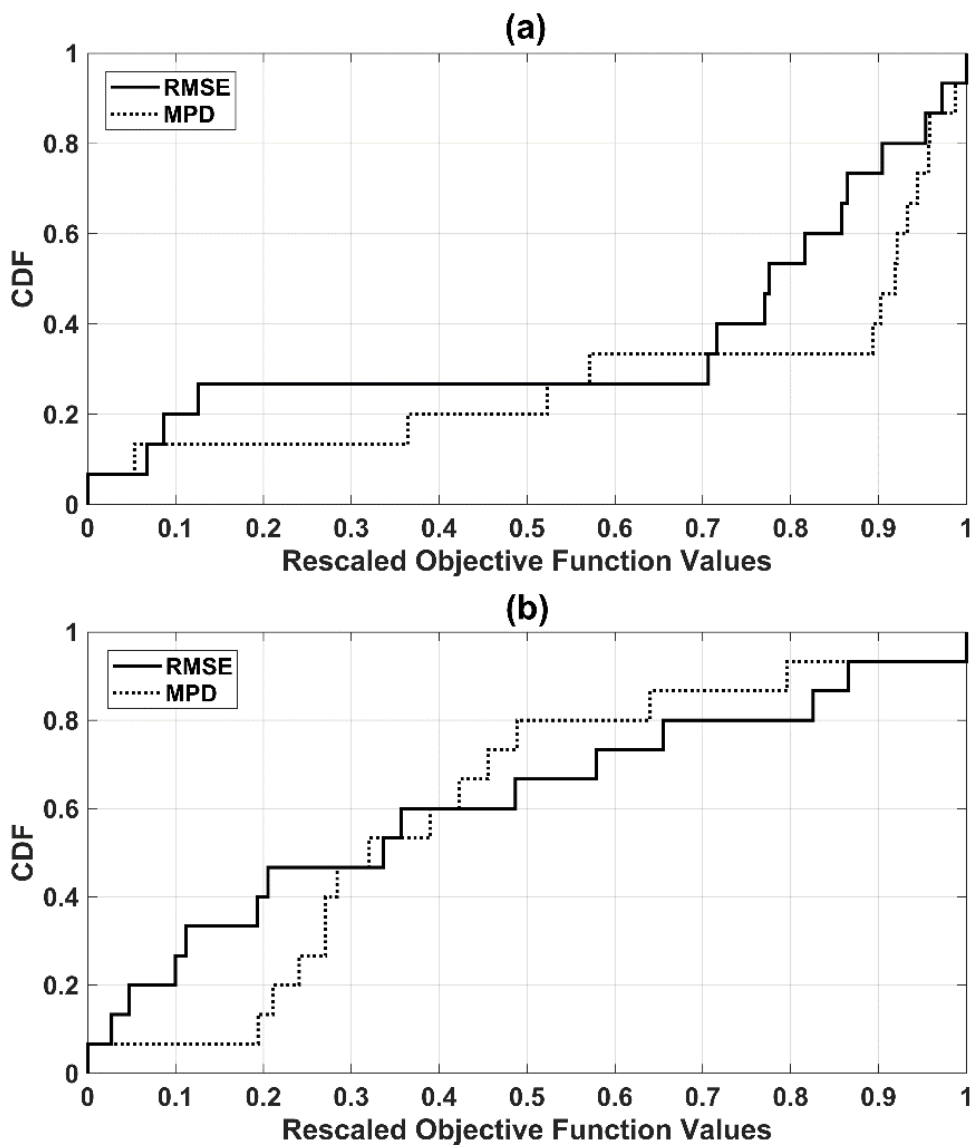 (a)
1
RMSE
MPD
0.8
0.6
CDF
0.4
0.2
0
0 0.1 0.2 0.3 0.4 0.5 0.6 0.7 0.8 0.9 1
Rescaled Objective Function Values
(b)
1
RMSE
MPD
0.8
0.6
CDF
0.4
0.2
0
0 0.1 0.2 0.3 0.4 0.5 0.6 0.7 0.8 0.9 1
Rescaled Objective Function Values